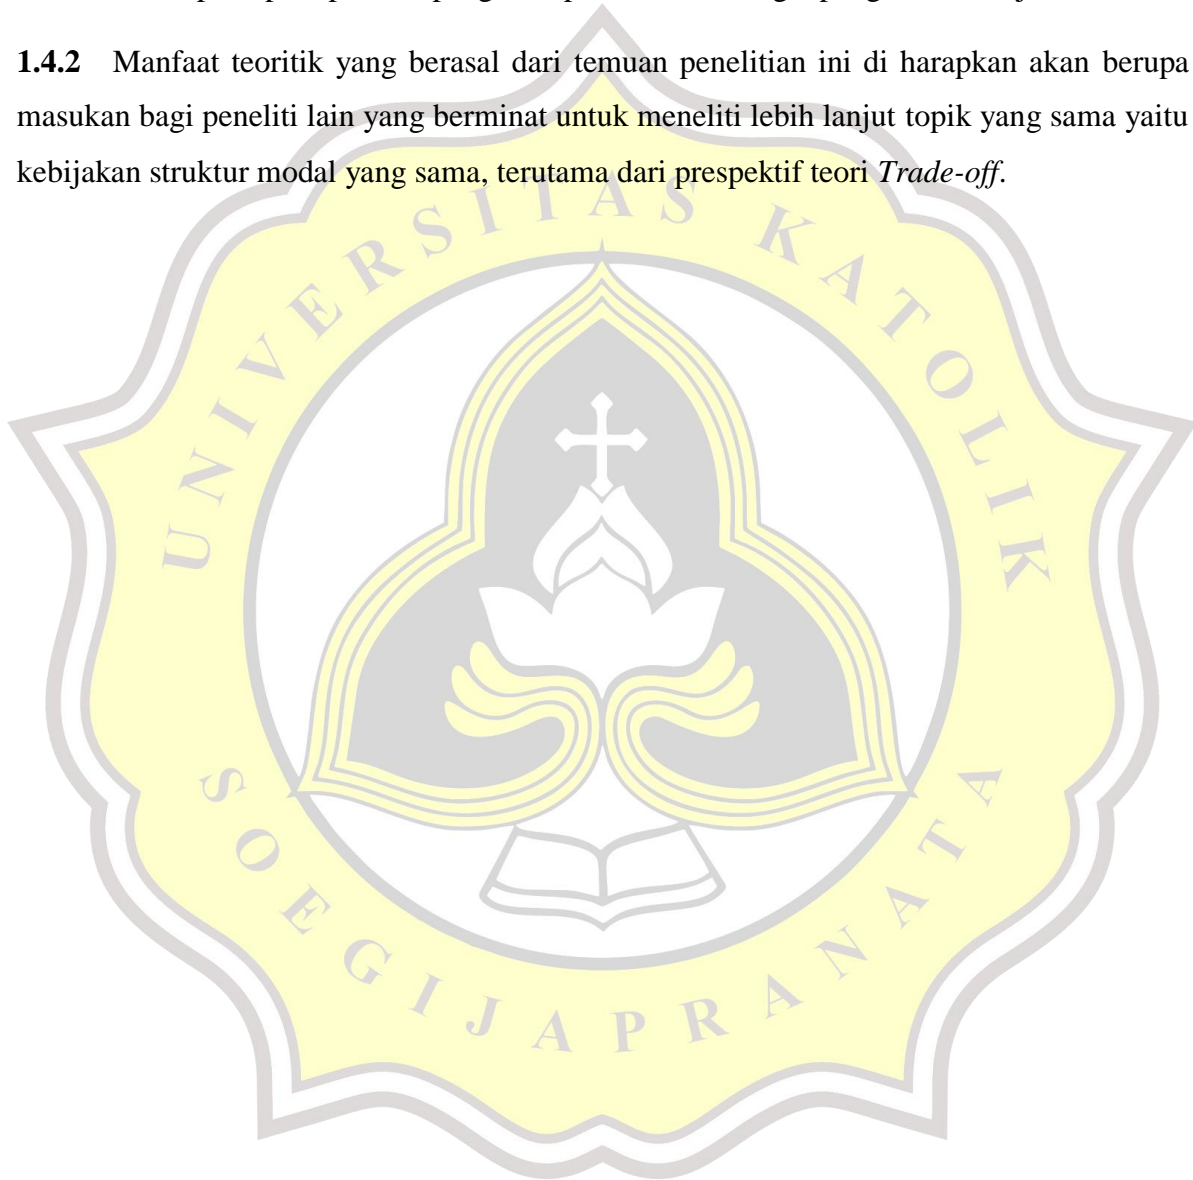 1.4.2 Manfaat teoritik yang berasal dari temuan penelitian ini di harapkan akan berupa
masukan bagi peneliti lain yang berminat untuk meneliti lebih lanjut topik yang sama yaitu
kebijakan struktur modal yang sama, terutama dari prespektif teori Trade-off.
UNIVERSITAS KATOLIK
SOEGIJAPRANATA